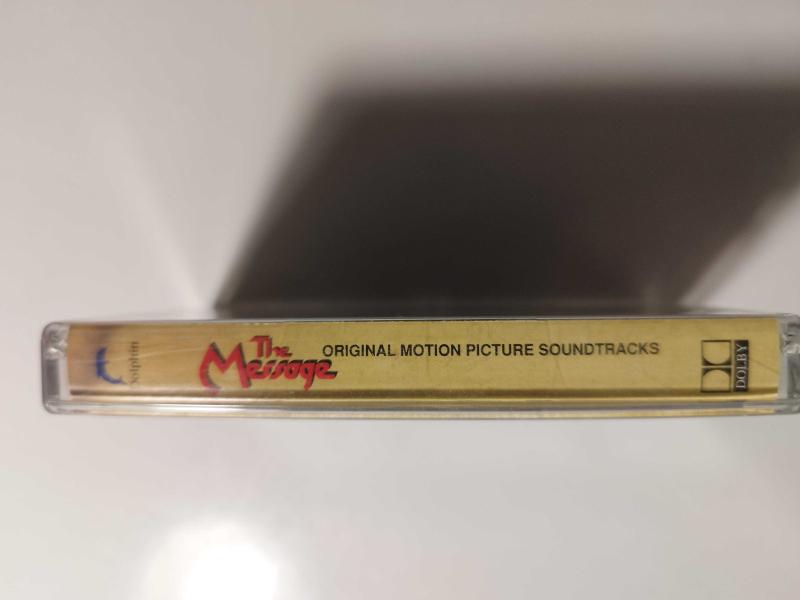 Dolphin
The
Message
ORIGINAL MOTION PICTURE SOUNDTRACKS
DOLBY